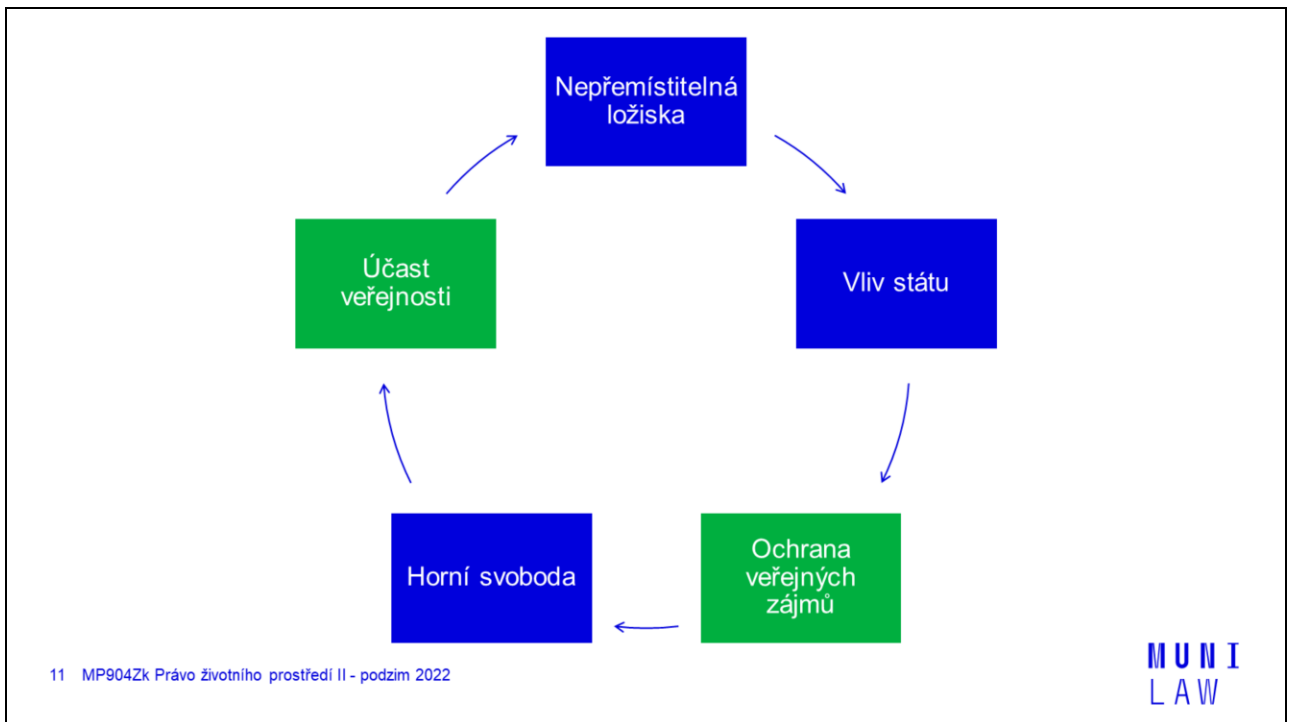 Nepřemístitelná
ložiska
Účast
veřejnosti
Vliv státu
Horní svoboda
Ochrana
veřejných
zájmů
11 MP904Zk Právo životního prostředí II - podzim 2022
MUNI
LAW